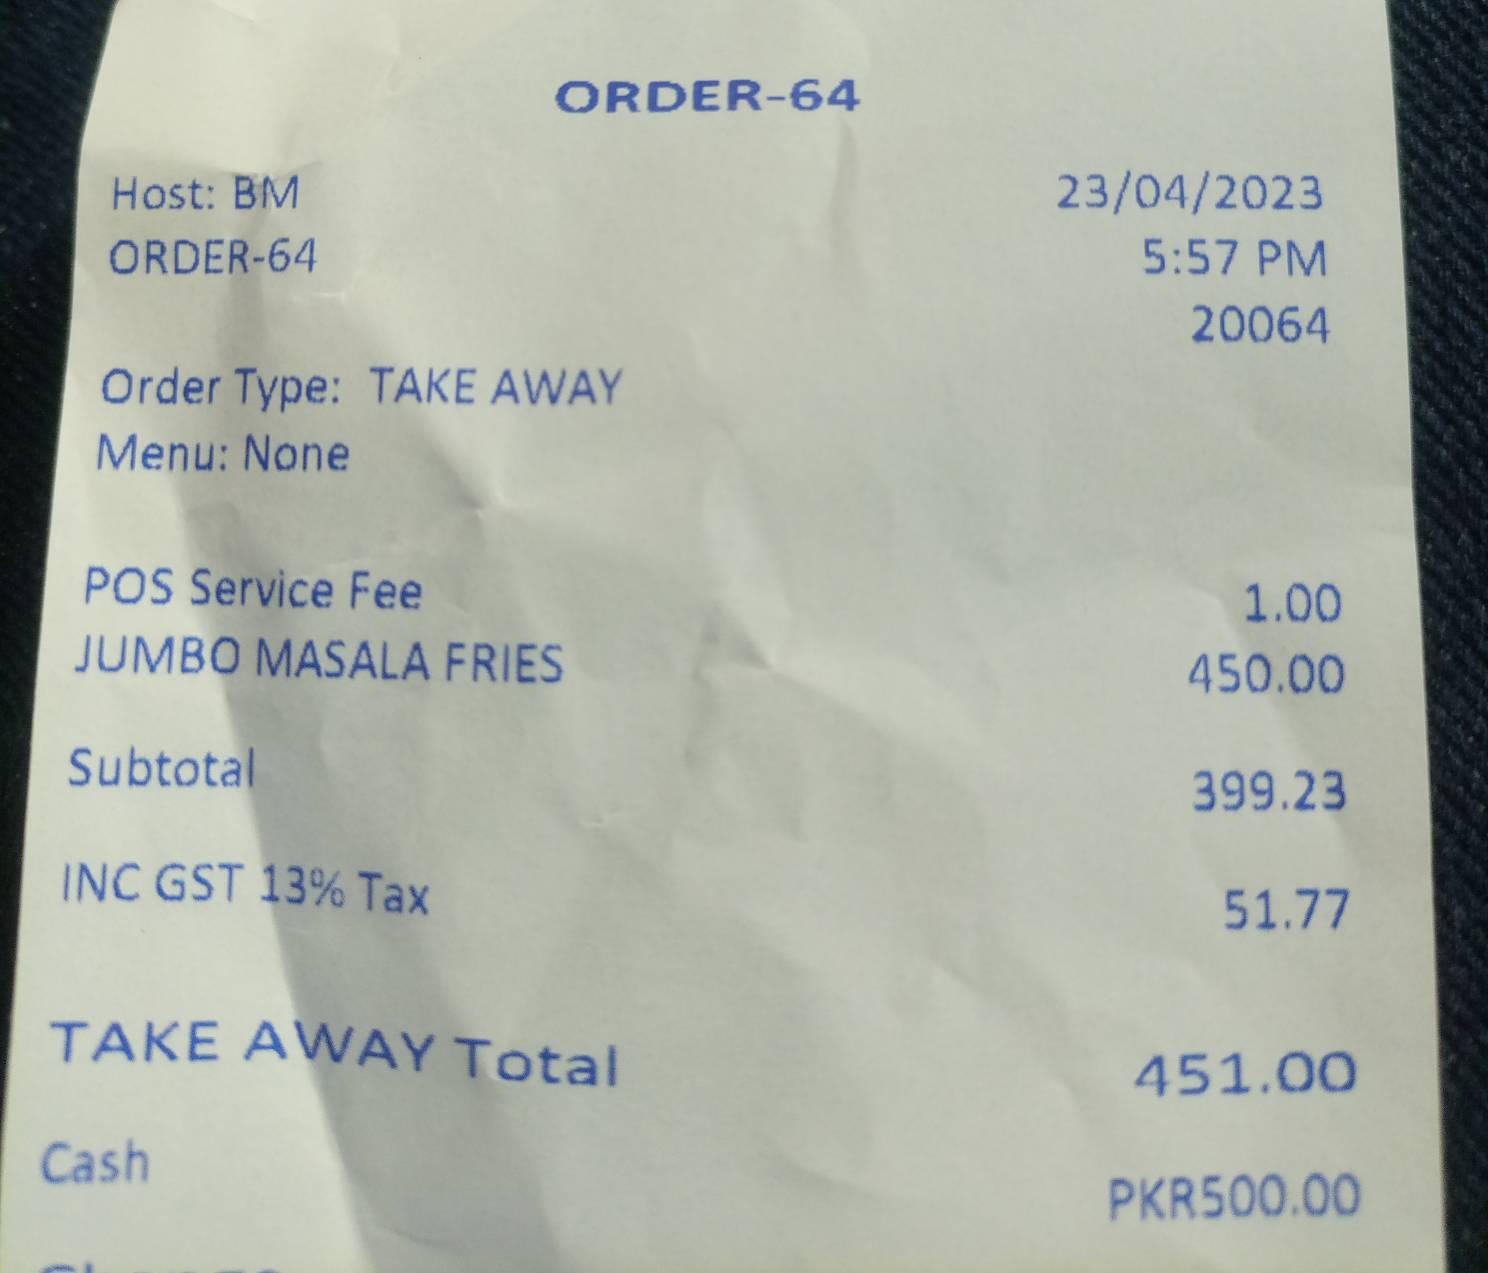 ORDER-64
Host: BM 23/04/2023
ORDER-64 5:57 PM
20064
Order Type: TAKE AWAY
Menu: None
POS Service Fee 1.00
JUMBO MASALA FRIES 450.00
Subtotal 399.23
INC GST 13% Tax 51.77
TAKE AWAY Total 451.00
Cash PKR500.00